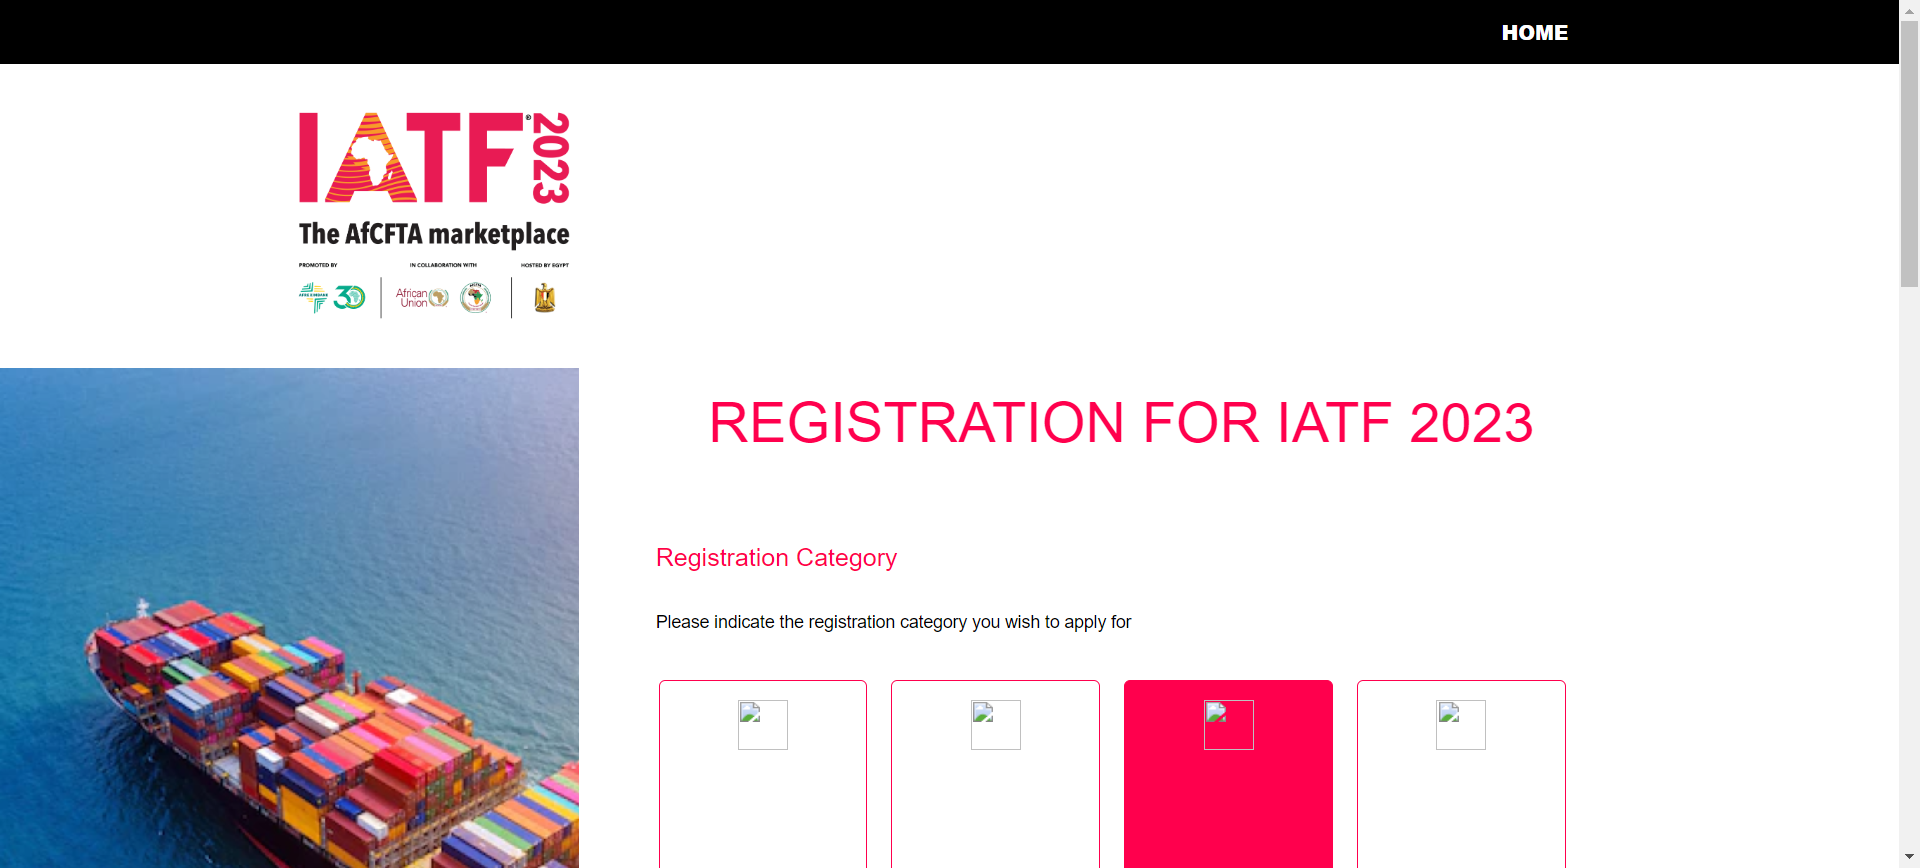 HOME
IATF® 2023
The AfCFTA marketplace
PROMOTED BY IN COLLABORATION WITH HOSTED BY EGYPT
AFREXIMBANK 30 African Union
REGISTRATION FOR IATF 2023
Registration Category
Please indicate the registration category you wish to apply for